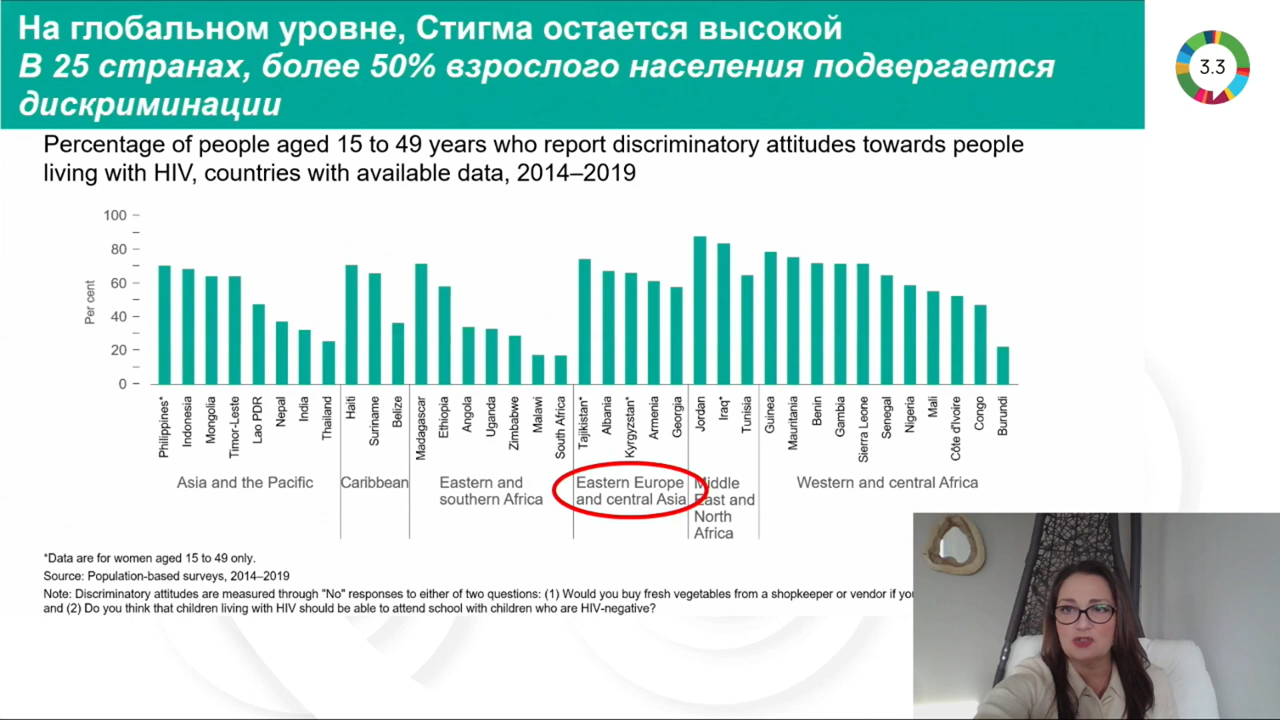 На глобальном уровне, Стигма остается высокой
В 25 странах, более 50% взрослого населения подвергается
дискриминации
3.3
Percentage of people aged 15 to 49 years who report discriminatory attitudes towards people
living with HIV, countries with available data, 2014–2019
Per cent
100
80
60
40
20
0
Philippines*
Indonesia
Mongolia
Timor-Leste
Lao PDR
Nepal
India
Thailand
Haiti
Suriname
Belize
Madagascar
Ethiopia
Angola
Uganda
Zimbabwe
Malawi
South Africa
Tajikistan*
Albania
Kyrgyzstan*
Armenia
Georgia
Jordan
Iraq*
Tunisia
Guinea
Mauritania
Benin
Gambia
Sierra Leone
Senegal
Nigeria
Mali
Côte d'Ivoire
Congo
Burundi
Asia and the Pacific
Caribbean
Eastern and
southern Africa
Eastern Europe
and central Asia
Middle
East and
North
Africa
Western and central Africa
*Data are for women aged 15 to 49 only.
Source: Population-based surveys, 2014–2019
Note: Discriminatory attitudes are measured through "No" responses to either of two questions: (1) Would you buy fresh vegetables from a shopkeeper or vendor if
and (2) Do you think that children living with HIV should be able to attend school with children who are HIV-negative?